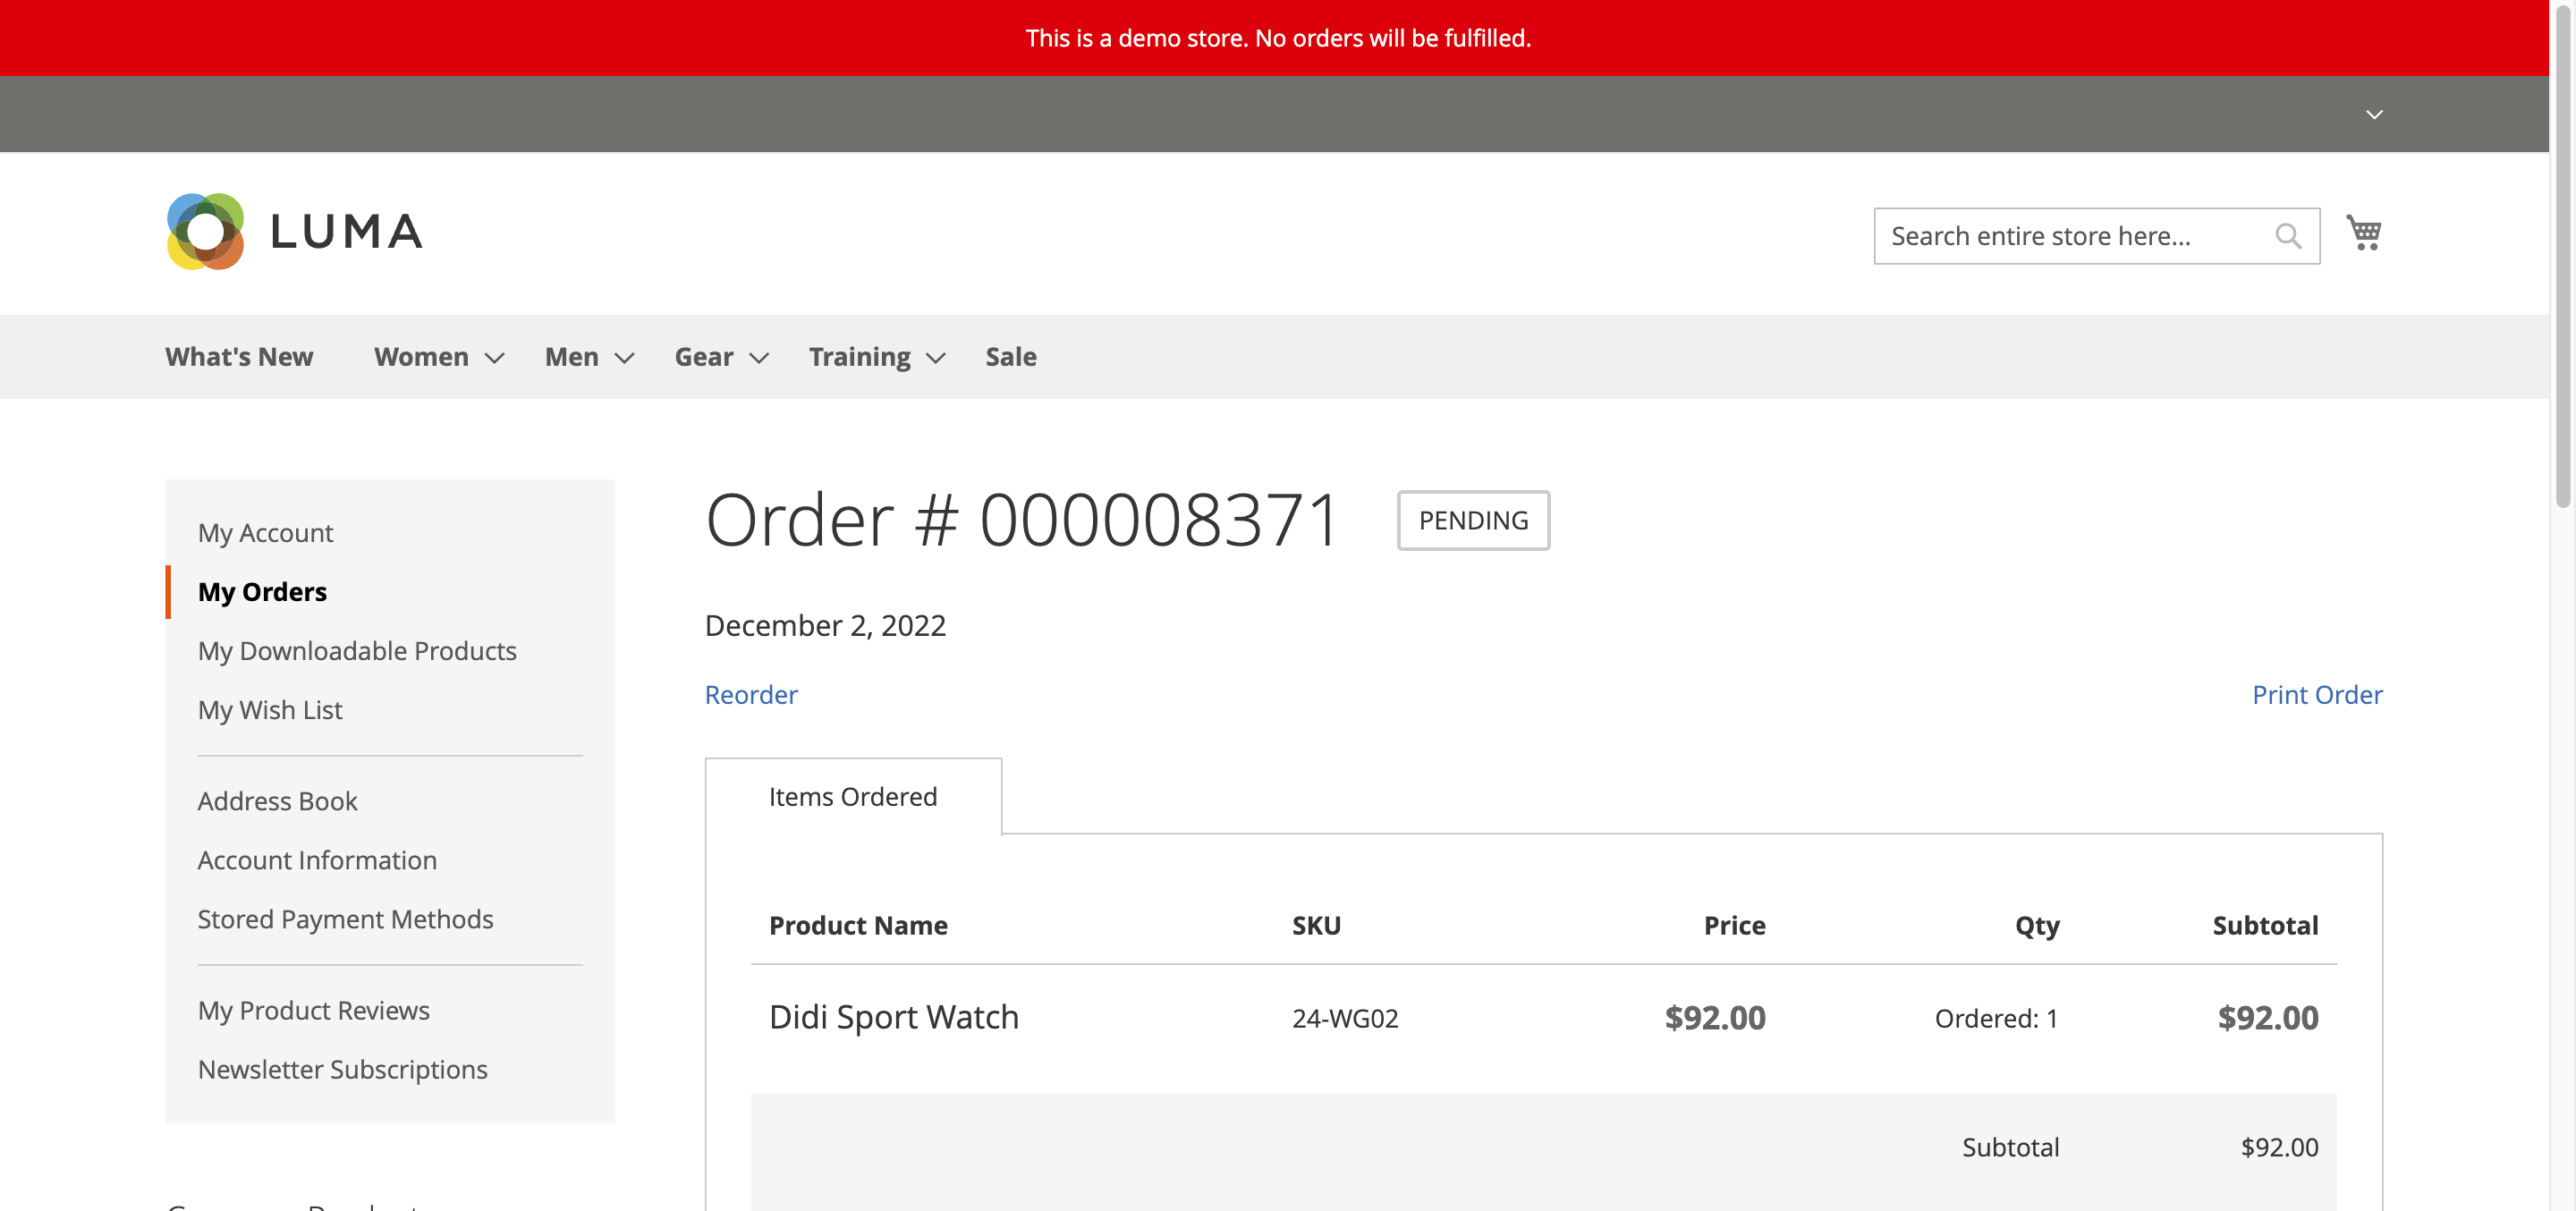 This is a demo store. No orders will be fulfilled.
LUMA
Search entire store here...
What's New Women Men Gear Training Sale
My Account
My Orders
My Downloadable Products
My Wish List
Address Book
Account Information
Stored Payment Methods
My Product Reviews
Newsletter Subscriptions
Order # 000008371 PENDING
December 2, 2022
Reorder Print Order
Items Ordered
Product Name SKU Price Qty Subtotal
Didi Sport Watch 24-WG02 $92.00 Ordered: 1 $92.00
Subtotal $92.00